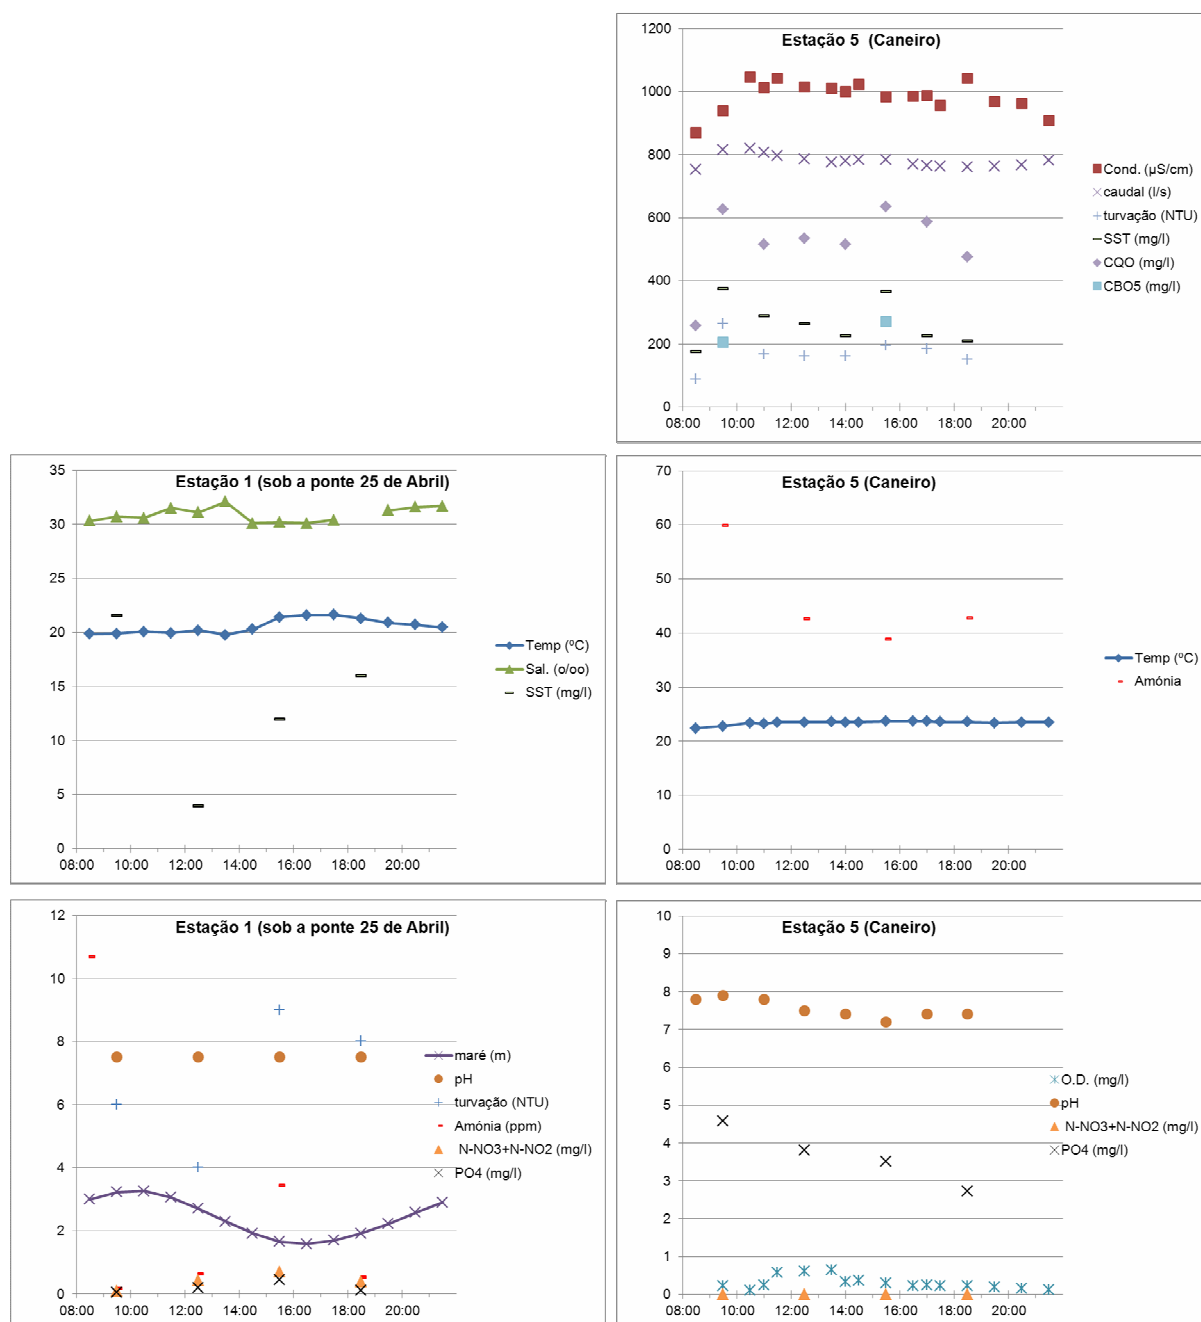 Estação 5 (Caneiro)
1200
1000
800
600
400
200
0
08:00 10:00 12:00 14:00 16:00 18:00 20:00
Cond. (µS/cm)
caudal (l/s)
turvação (NTU)
SST (mg/l)
CQO (mg/l)
CBO5 (mg/l)
Estação 1 (sob a ponte 25 de Abril)
35
30
25
20
15
10
5
0
08:00 10:00 12:00 14:00 16:00 18:00 20:00
Temp (ºC)
Sal. (o/oo)
SST (mg/l)
Estação 5 (Caneiro)
70
60
50
40
30
20
10
0
08:00 10:00 12:00 14:00 16:00 18:00 20:00
Temp (ºC)
Amónia
Estação 1 (sob a ponte 25 de Abril)
12
10
8
6
4
2
0
08:00 10:00 12:00 14:00 16:00 18:00 20:00
maré (m)
pH
turvação (NTU)
Amónia (ppm)
N-NO3+N-NO2 (mg/l)
PO4 (mg/l)
Estação 5 (Caneiro)
10
9
8
7
6
5
4
3
2
1
0
08:00 10:00 12:00 14:00 16:00 18:00 20:00
O.D. (mg/l)
pH
N-NO3+N-NO2 (mg/l)
PO4 (mg/l)